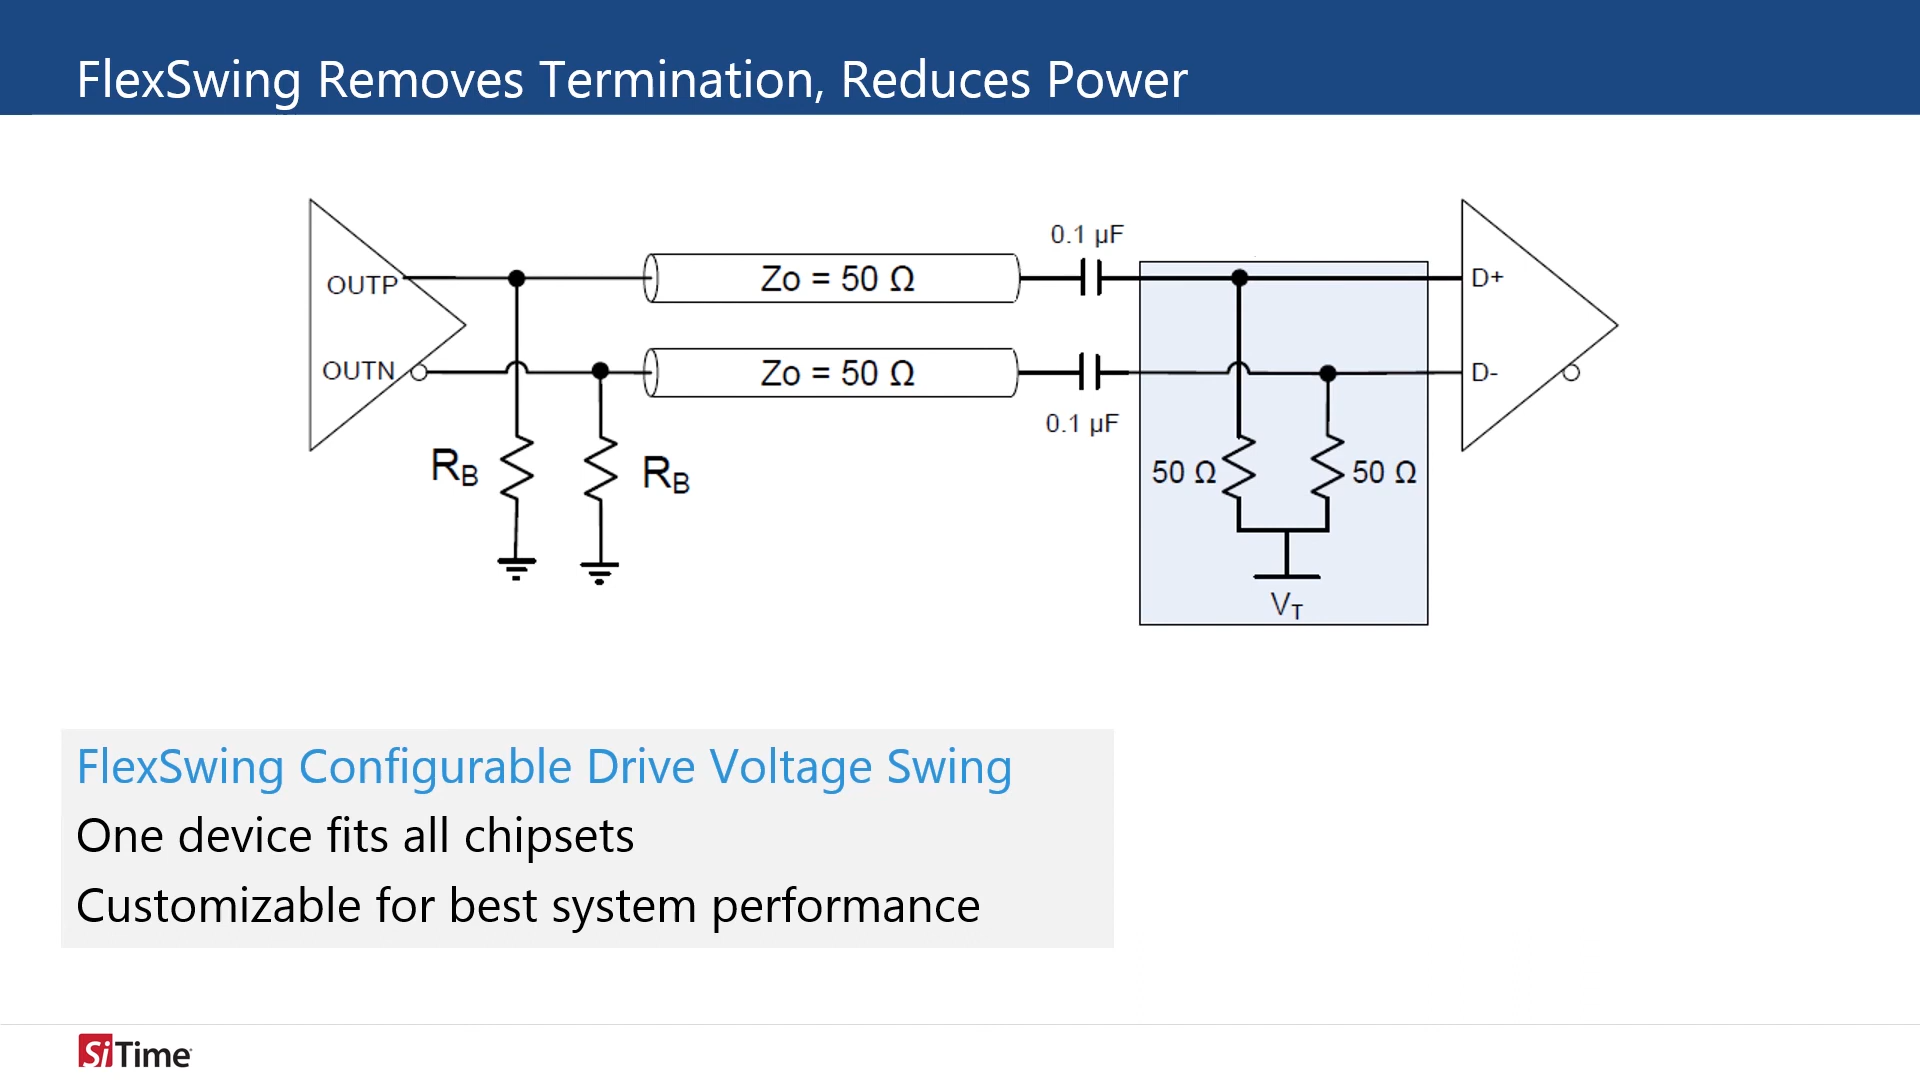 FlexSwing Removes Termination, Reduces Power
0.1 µF
OUTP
Zo = 50 Ω
D+
OUTN
Zo = 50 Ω
D-
0.1 µF
RB
RB
50 Ω
50 Ω
VT
FlexSwing Configurable Drive Voltage Swing
One device fits all chipsets
Customizable for best system performance
SiTime